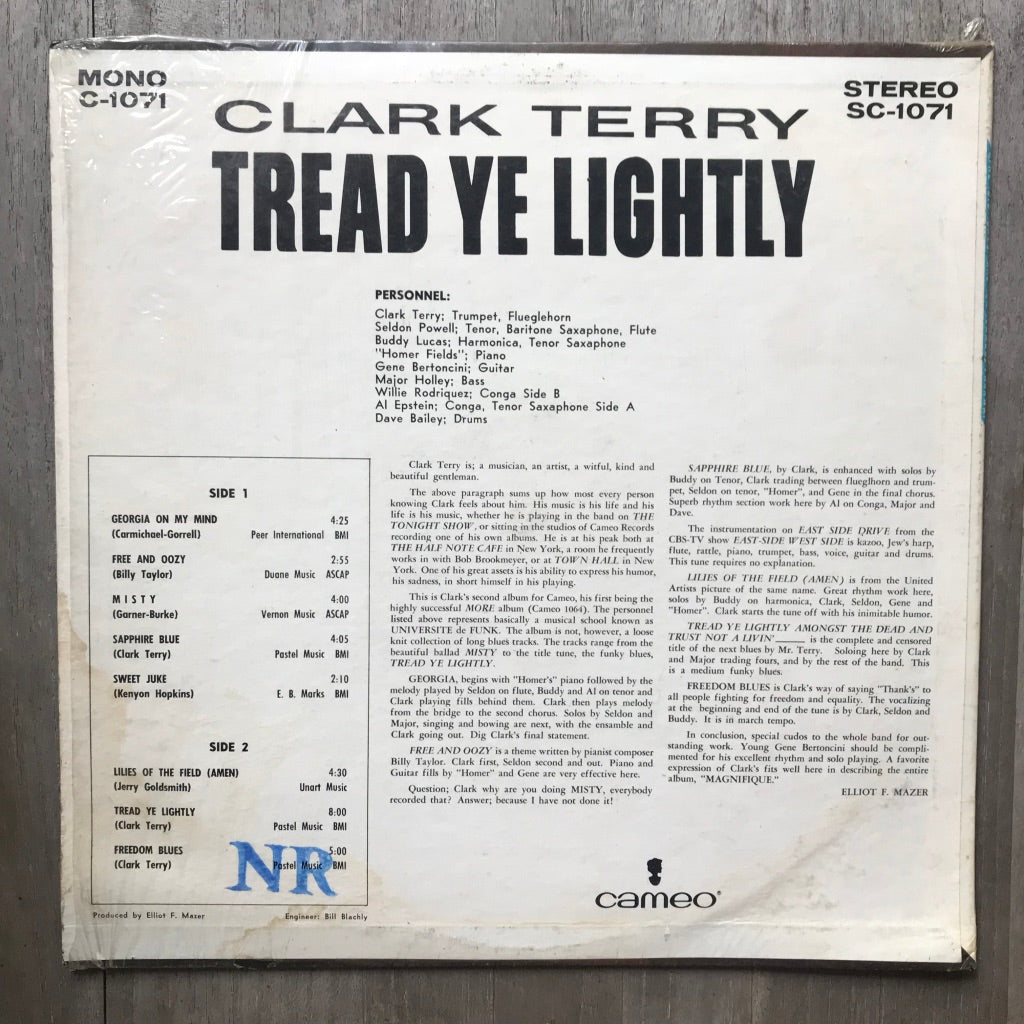 MONO
C-1071
STEREO
SC-1071
CLARK TERRY
TREAD YE LIGHTLY
PERSONNEL:
Clark Terry; Trumpet, Flueglehorn
Seldon Powell; Tenor, Baritone Saxophone, Flute
Buddy Lucas; Harmonica, Tenor Saxophone
"Homer Fields"; Piano
Gene Bertoncini; Guitar
Major Holley; Bass
Willie Rodriquez; Conga Side B
Al Epstein; Conga, Tenor Saxophone Side A
Dave Bailey; Drums
SIDE 1
GEORGIA ON MY MIND 4:25
(Carmichael-Gorrell) Peer International BMI
FREE AND OOZY 2:55
(Billy Taylor) Duane Music ASCAP
MISTY 4:00
(Garner-Burke) Vernon Music ASCAP
SAPPHIRE BLUE 4:05
(Clark Terry) Pastel Music BMI
SWEET JUKE 2:10
(Kenyon Hopkins) E. B. Marks BMI
SIDE 2
LILIES OF THE FIELD (AMEN) 4:30
(Jerry Goldsmith) Unart Music
TREAD YE LIGHTLY 8:00
(Clark Terry) Pastel Music BMI
FREEDOM BLUES 5:00
(Clark Terry) Pastel Music BMI
NR
Produced by Elliot F. Mazer Engineer: Bill Blachly
Clark Terry is; a musician, an artist, a witful, kind and
beautiful gentleman.
The above paragraph sums up how most every person
knowing Clark feels about him. His music is his life and his
life is his music, whether he is playing in the band on THE
TONIGHT SHOW, or sitting in the studios of Cameo Records
recording one of his own albums. He is at his peak both at
THE HALF NOTE CAFE in New York, a room he frequently
works in with Bob Brookmeyer, or at TOWN HALL in New
York. One of his great assets is his ability to express his humor,
his sadness, in short himself in his playing.
This is Clark's second album for Cameo, his first being the
highly successful MORE album (Cameo 1064). The personnel
listed above represents basically a musical school known as
UNIVERSITE de FUNK. The album is not, however, a loose
knit collection of long blues tracks. The tracks range from the
beautiful ballad MISTY to the title tune, the funky blues,
TREAD YE LIGHTLY.
GEORGIA, begins with "Homer's" piano followed by the
melody played by Seldon on flute, Buddy and Al on tenor and
Clark playing fills behind them. Clark then plays melody
from the bridge to the second chorus. Solos by Seldon and
Major, singing and bowing are next, with the ensamble and
Clark going out. Dig Clark's final statement.
FREE AND OOZY is a theme written by pianist composer
Billy Taylor. Clark first, Seldon second and out. Piano and
Guitar fills by "Homer" and Gene are very effective here.
Question; Clark why are you doing MISTY, everybody
recorded that? Answer; because I have not done it!
SAPPHIRE BLUE, by Clark, is enhanced with solos by
Buddy on Tenor, Clark trading between flueglhorn and trum-
pet, Seldon on tenor, "Homer", and Gene in the final chorus.
Superb rhythm section work here by Al on Conga, Major and
Dave.
The instrumentation on EAST SIDE DRIVE from the
CBS-TV show EAST-SIDE WEST SIDE is kazoo, Jew's harp,
flute, rattle, piano, trumpet, bass, voice, guitar and drums.
This tune requires no explanation.
LILIES OF THE FIELD (AMEN) is from the United
Artists picture of the same name. Great rhythm work here,
solos by Buddy on harmonica, Clark, Seldon, Gene and
"Homer". Clark starts the tune off with his inimitable humor.
TREAD YE LIGHTLY AMONGST THE DEAD AND
TRUST NOT A LIVIN'_____ is the complete and censored
title of the next blues by Mr. Terry. Soloing here by Clark
and Major trading fours, and by the rest of the band. This
is a medium funky blues.
FREEDOM BLUES is Clark's way of saying "Thank's" to
all people fighting for freedom and equality. The vocalizing
at the beginning and end of the tune is by Clark, Seldon and
Buddy. It is in march tempo.
In conclusion, special cudos to the whole band for out-
standing work. Young Gene Bertoncini should be compli-
mented for his excellent rhythm and solo playing. A favorite
expression of Clark's fits well here in describing the entire
album, "MAGNIFIQUE."
ELLIOT F. MAZER
cameo®